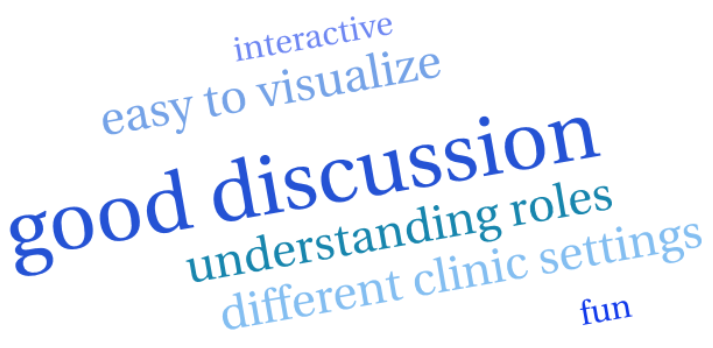 interactive
easy to visualize
good discussion
understanding roles
different clinic settings
fun